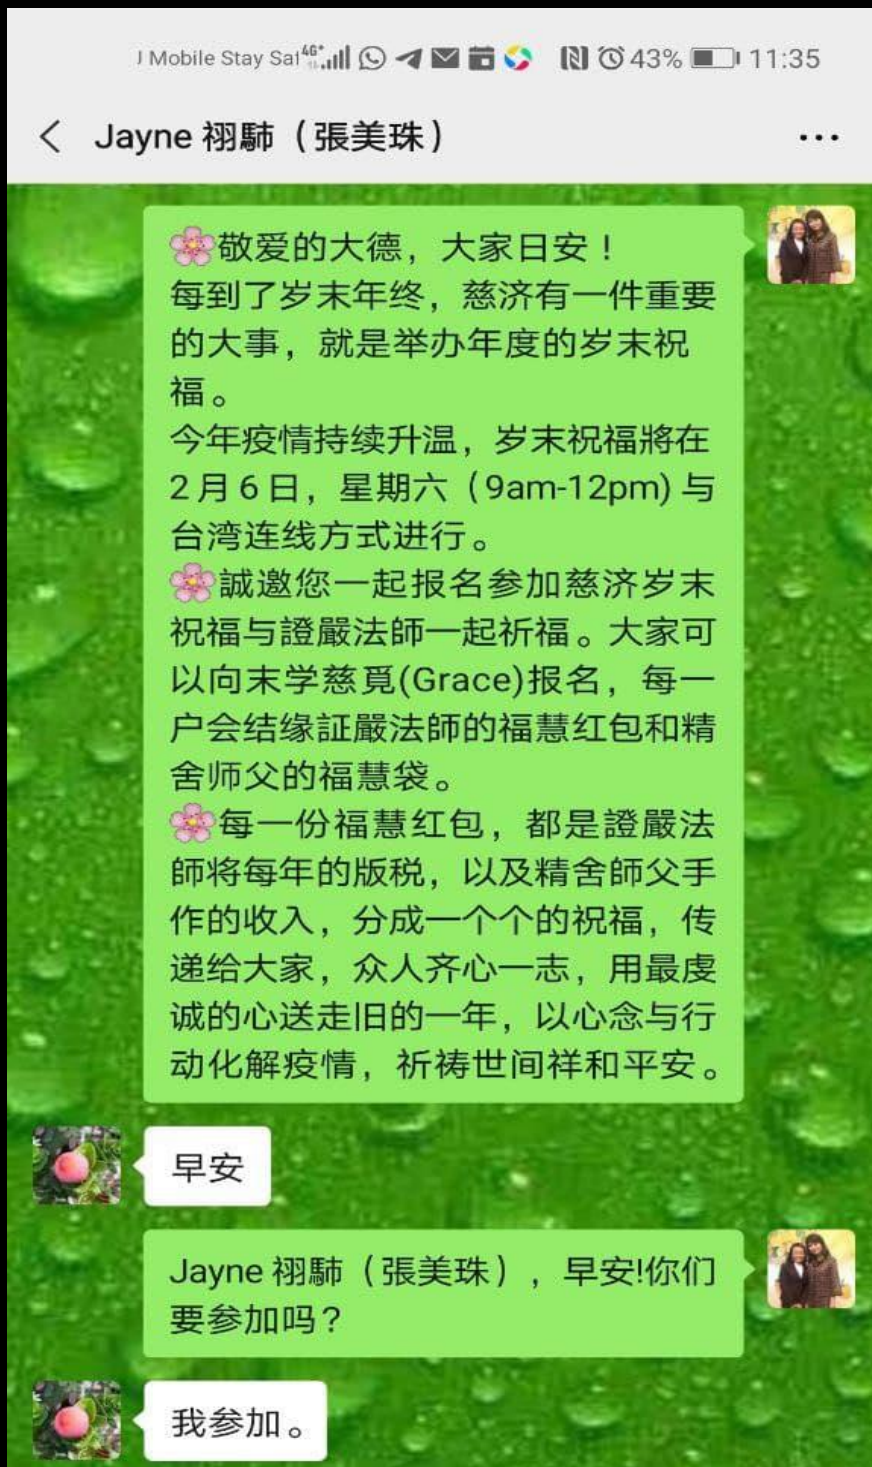 U Mobile Stay Saf 4G+ 43% 11:35
Jayne 祤馷（張美珠） ...
🌸敬爱的大德，大家日安！
每到了岁末年终，慈济有一件重要
的大事，就是举办年度的岁末祝
福。
今年疫情持续升温，岁末祝福將在
2月6日，星期六（9am-12pm) 与
台湾连线方式进行。
🌸誠邀您一起报名参加慈济岁末
祝福与證嚴法師一起祈福。大家可
以向末学慈覓(Grace)报名，每一
户会结缘証嚴法師的福慧红包和精
舍师父的福慧袋。
🌸每一份福慧红包，都是證嚴法
師将每年的版税，以及精舍師父手
作的收入，分成一个个的祝福，传
递给大家，众人齐心一志，用最虔
诚的心送走旧的一年，以心念与行
动化解疫情，祈祷世间祥和平安。
早安
Jayne 祤馷（張美珠），早安!你们
要参加吗？
我参加。